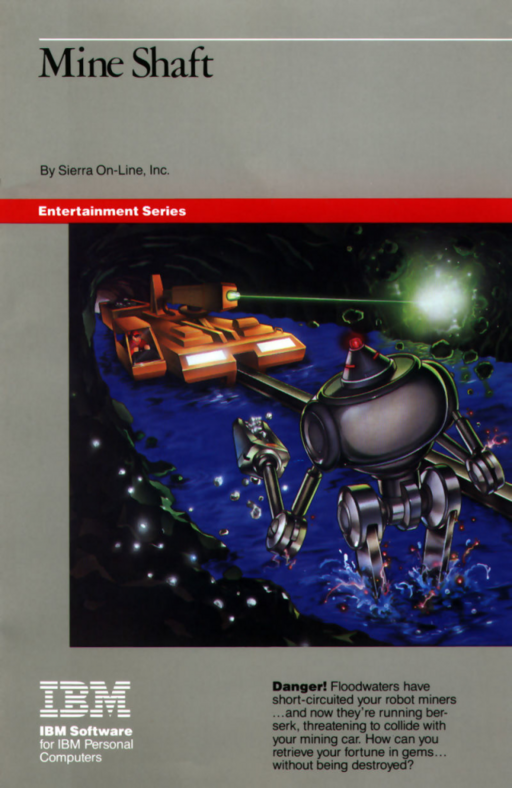 Mine Shaft
By Sierra On-Line, Inc.
Entertainment Series
IBM
IBM Software
for IBM Personal
Computers
Danger! Floodwaters have
short-circuited your robot miners
...and now they're running ber-
serk, threatening to collide with
your mining car. How can you
retrieve your fortune in gems...
without being destroyed?